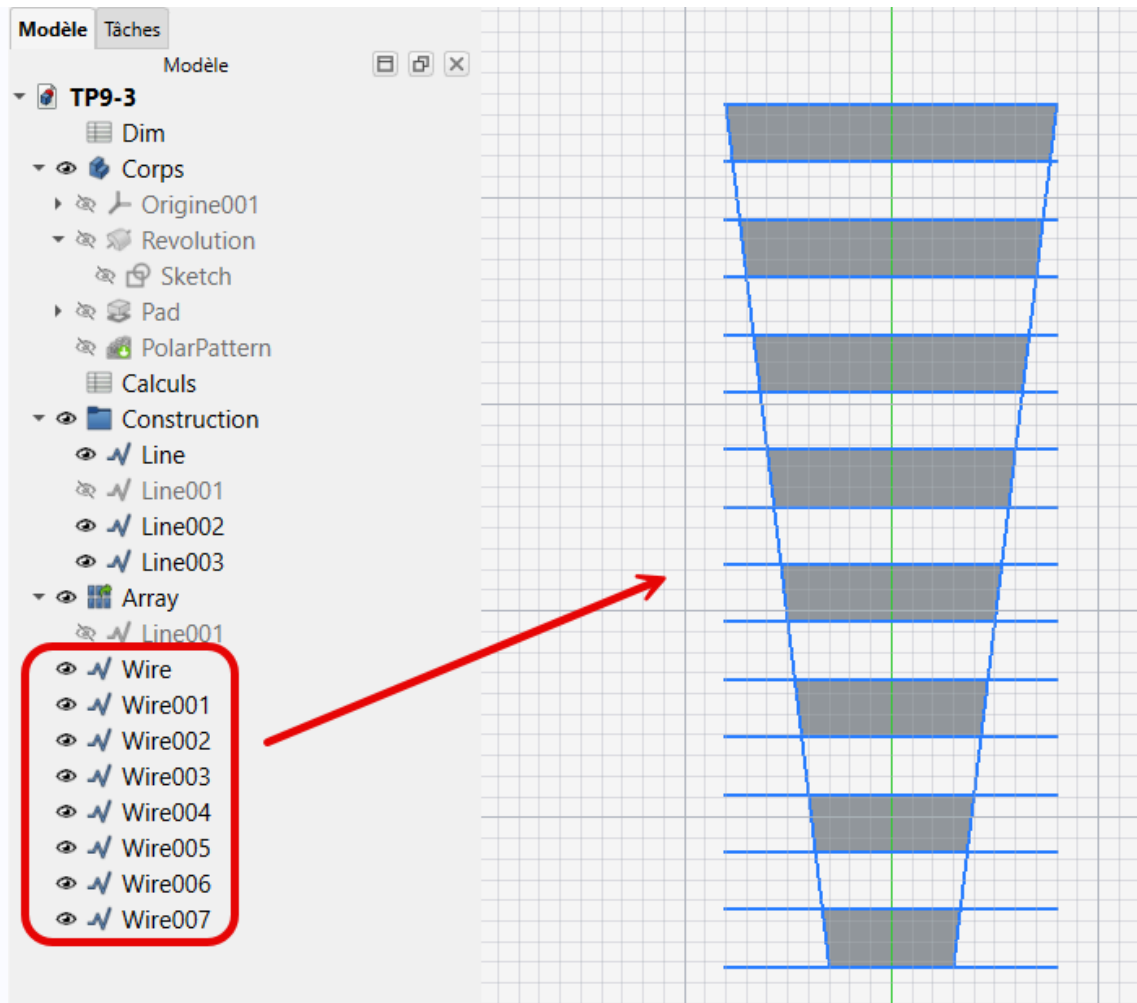 Modèle Tâches
Modèle
TP9-3
Dim
Corps
Origine001
Revolution
Sketch
Pad
PolarPattern
Calculs
Construction
Line
Line001
Line002
Line003
Array
Line001
Wire
Wire001
Wire002
Wire003
Wire004
Wire005
Wire006
Wire007